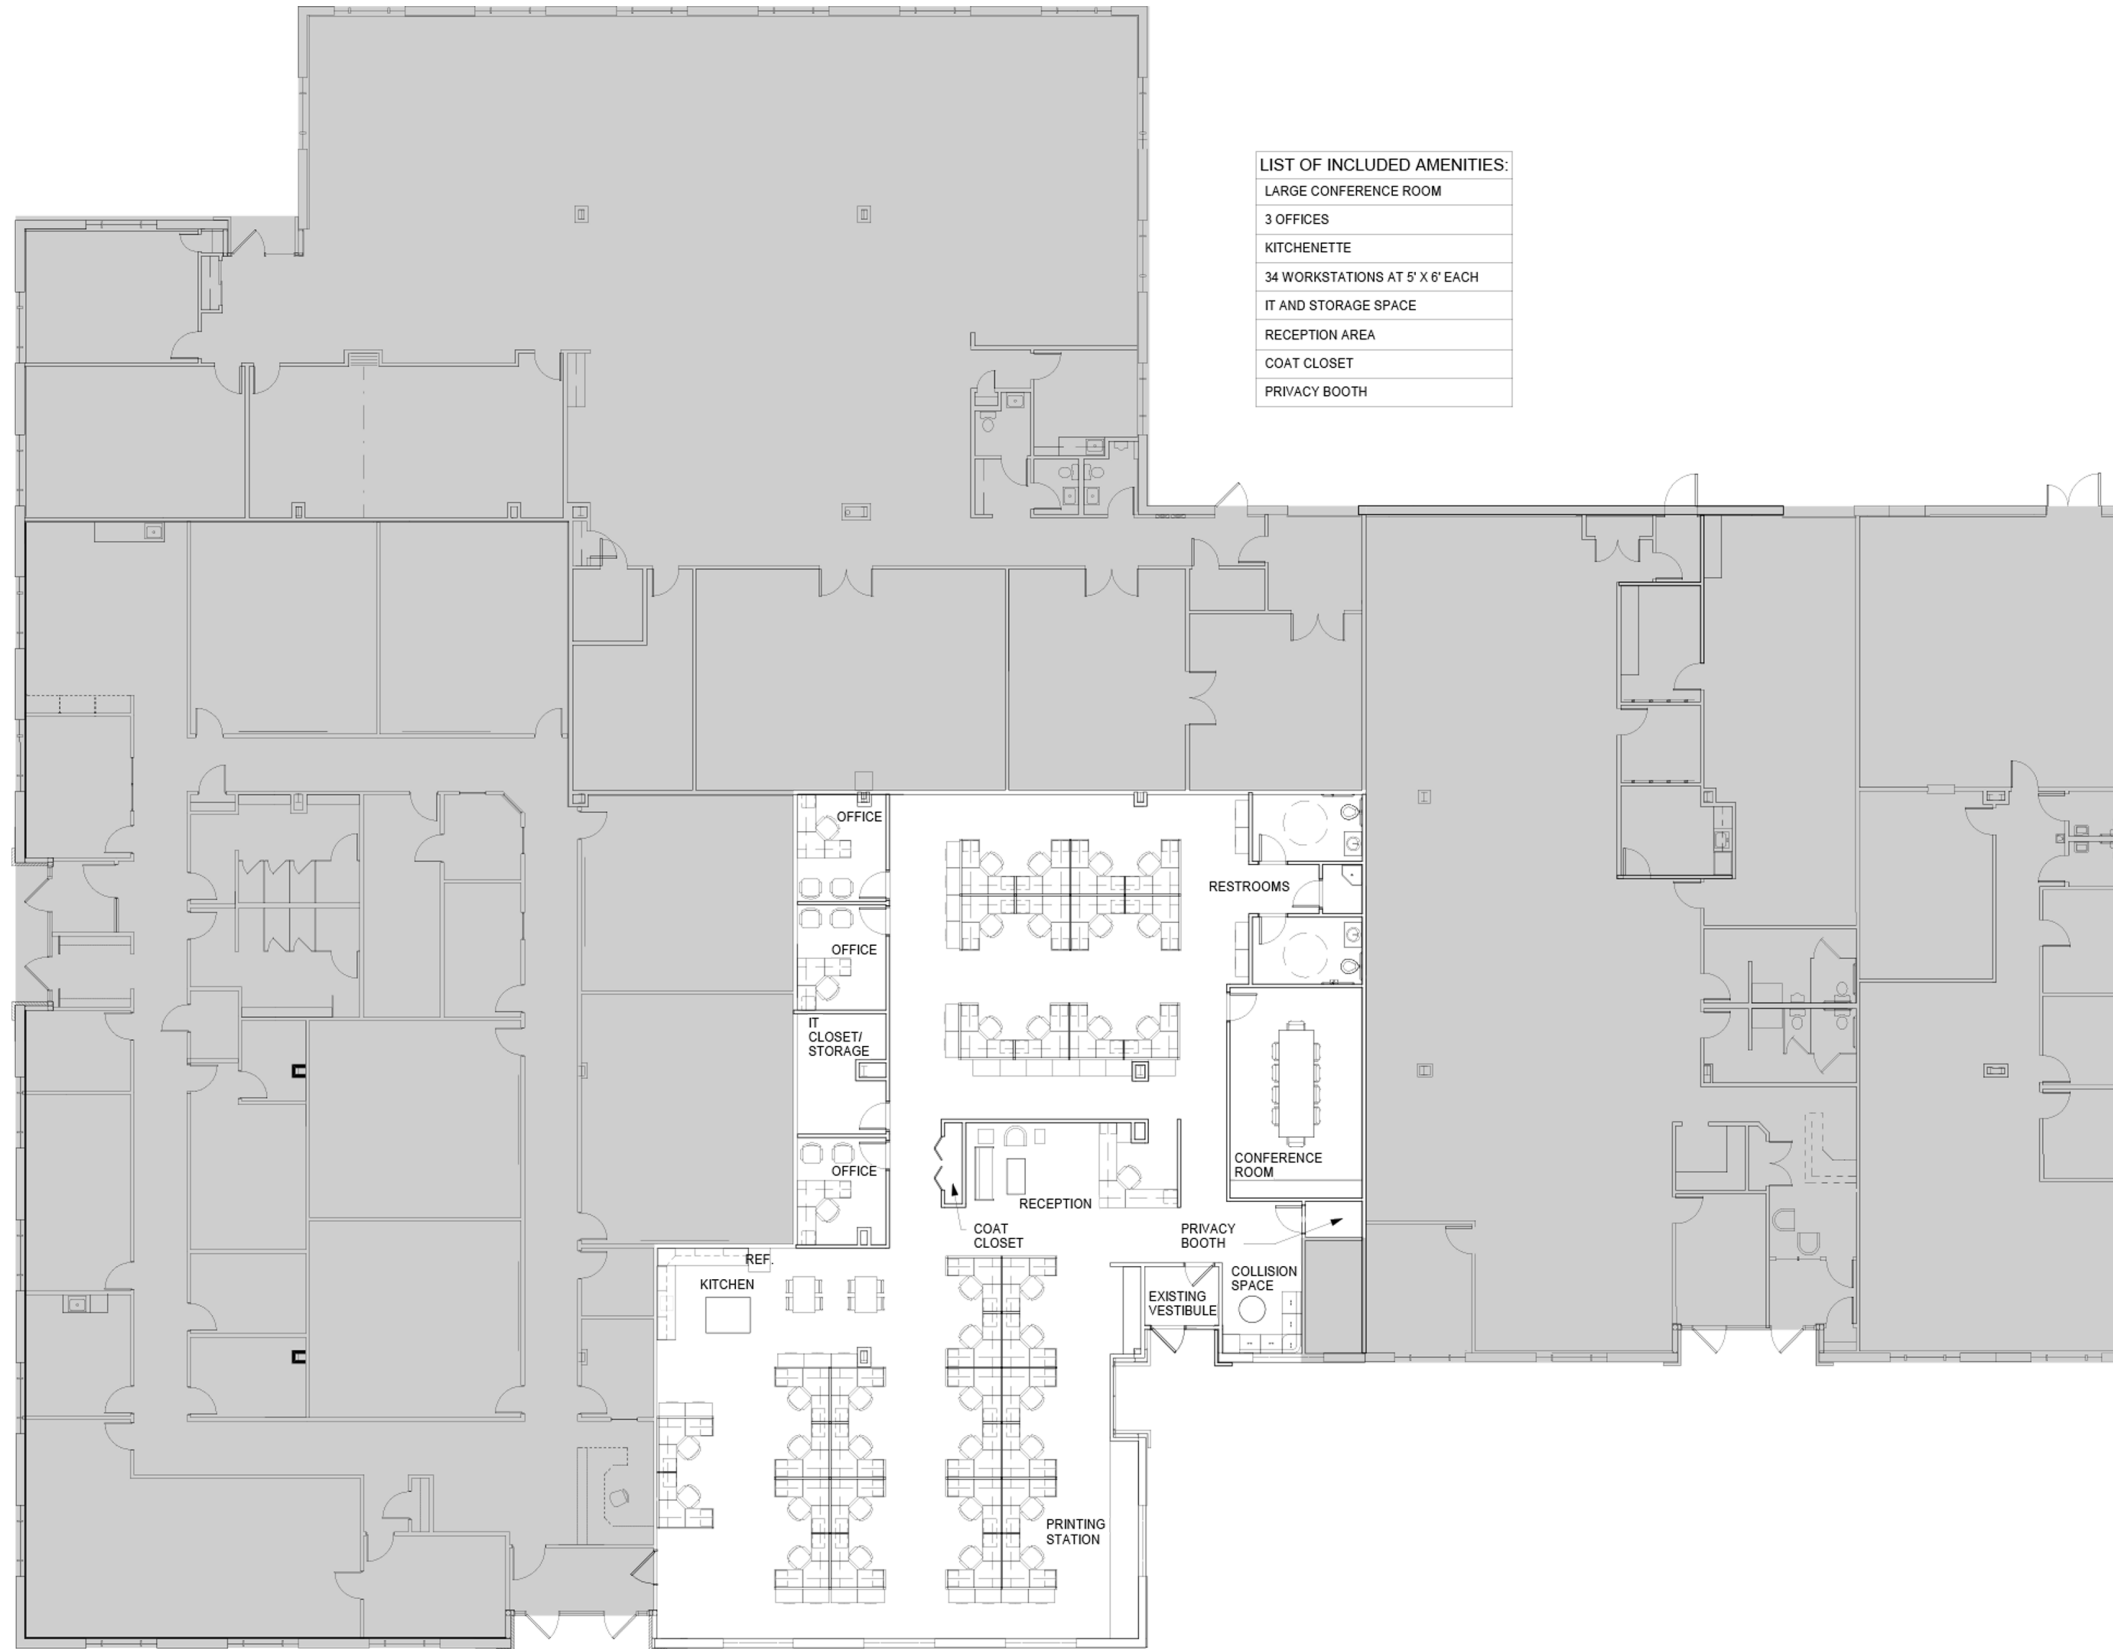 LIST OF INCLUDED AMENITIES:
LARGE CONFERENCE ROOM
3 OFFICES
KITCHENETTE
34 WORKSTATIONS AT 5' X 6' EACH
IT AND STORAGE SPACE
RECEPTION AREA
COAT CLOSET
PRIVACY BOOTH
OFFICE
RESTROOMS
OFFICE
IT
CLOSET/
STORAGE
CONFERENCE
ROOM
OFFICE
RECEPTION
COAT
CLOSET
PRIVACY
BOOTH
REF.
KITCHEN
COLLISION
SPACE
EXISTING
VESTIBULE
PRINTING
STATION